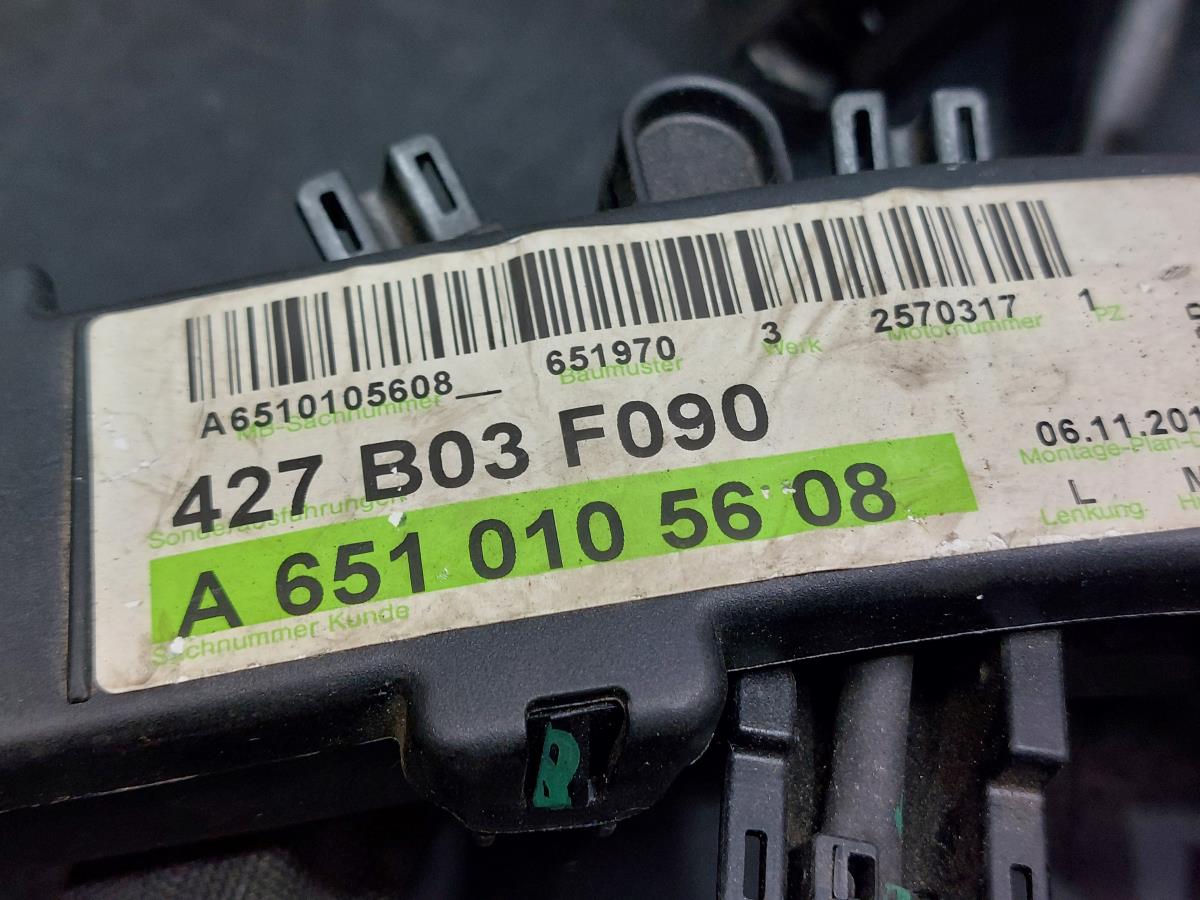 A6510105608__ 651970 3 2570317 1
MB-Sachnummer Baumuster Werk Motornummer PZ
427 B03 F090
Sonderausführungen
06.11.201
Montage-Plan-
A 651 010 56 08
L
Lenkung
Sachnummer Kunde